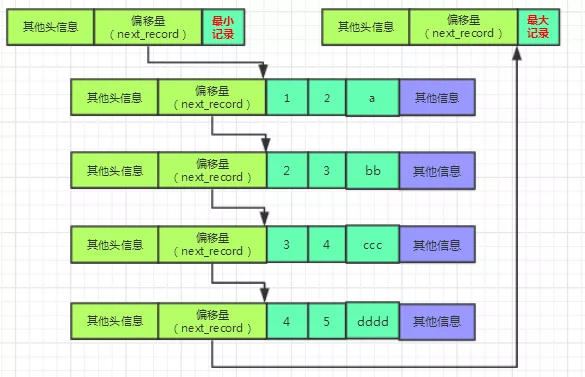 其他头信息 偏移量 最小 其他头信息 偏移量 最大
(next_record) 记录 (next_record) 记录
其他头信息 偏移量 1 2 a 其他信息
(next_record)
其他头信息 偏移量 2 3 bb 其他信息
(next_record)
其他头信息 偏移量 3 4 ccc 其他信息
(next_record)
其他头信息 偏移量 4 5 dddd 其他信息
(next_record)